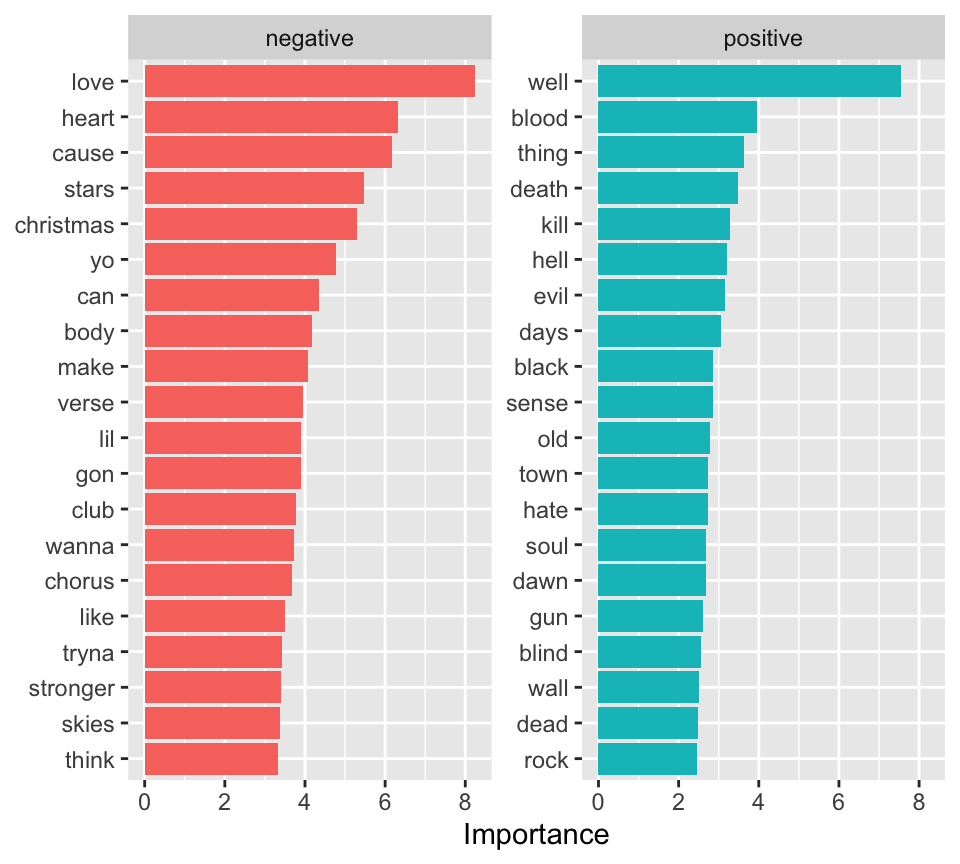 negative
love
heart
cause
stars
christmas
yo
can
body
make
verse
lil
gon
club
wanna
chorus
like
tryna
stronger
skies
think
0 2 4 6 8
positive
well
blood
thing
death
kill
hell
evil
days
black
sense
old
town
hate
soul
dawn
gun
blind
wall
dead
rock
0 2 4 6 8
Importance